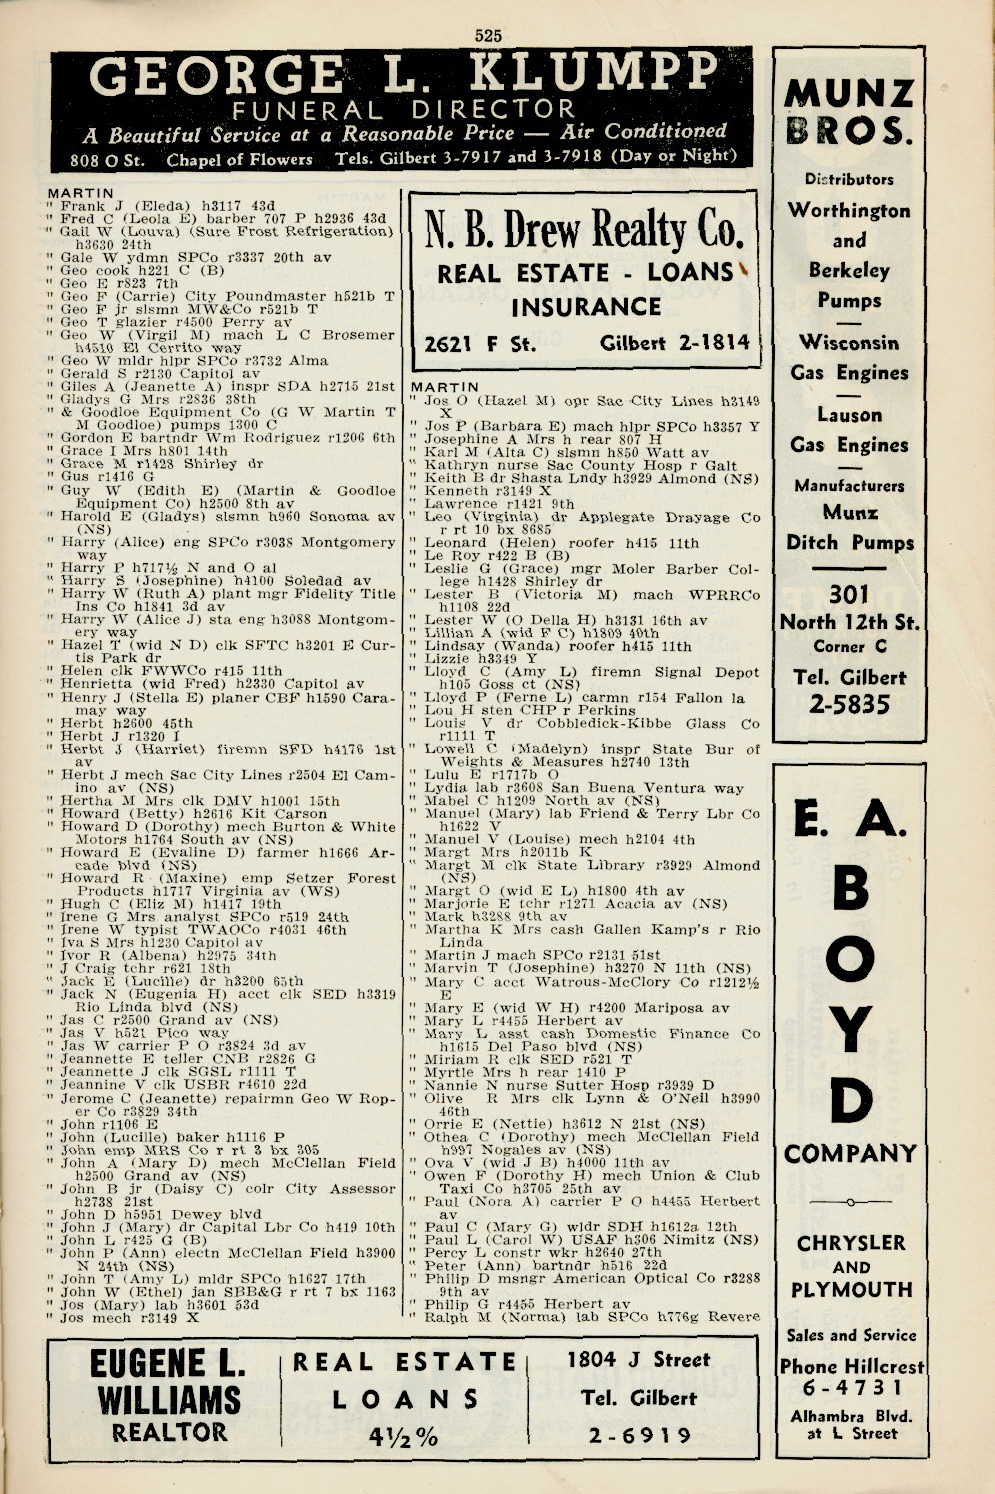 525
GEORGE L. KLUMPP
FUNERAL DIRECTOR
A Beautiful Service at a Reasonable Price — Air Conditioned
808 O St. Chapel of Flowers Tels. Gilbert 3-7917 and 3-7918 (Day or Night)
MARTIN
" Frank J (Eleda) h3117 43d
" Fred C (Leola E) barber 707 P h2936 43d
" Gail W (Louva) (Sure Frost Refrigeration)
h3630 24th
" Gale W ydmn SPCo r3337 20th av
" Geo cook h221 C (B)
" Geo E r823 7th
" Geo F (Carrie) City Poundmaster h521b T
" Geo F jr slsmn MW&Co r521b T
" Geo T glazier r4500 Perry av
" Geo W (Virgil M) mach L C Brosemer
h4510 El Cerrito way
" Geo W mldr hlpr SPCo r3732 Alma
" Gerald S r2130 Capitol av
" Giles A (Jeanette A) inspr SDA h2715 21st
" Gladys G Mrs r2836 38th
" & Goodloe Equipment Co (G W Martin T
M Goodloe) pumps 1300 C
" Gordon E bartndr Wm Rodriguez r1206 6th
" Grace I Mrs h801 14th
" Grace M r1428 Shirley dr
" Gus r1416 G
" Guy W (Edith E) (Martin & Goodloe
Equipment Co) h2500 8th av
" Harold E (Gladys) slsmn h960 Sonoma av
(NS)
" Harry (Alice) eng SPCo r3038 Montgomery
way
" Harry P h717½ N and O al
" Harry S (Josephine) h4100 Soledad av
" Harry W (Ruth A) plant mgr Fidelity Title
Ins Co h1841 3d av
" Harry W (Alice J) sta eng h3088 Montgom-
ery way
" Hazel T (wid N D) clk SFTC h3201 E Cur-
tis Park dr
" Helen clk FWWCo r415 11th
" Henrietta (wid Fred) h2330 Capitol av
" Henry J (Stella E) planer CBF h1590 Cara-
may way
" Herbt h2600 45th
" Herbt J r1320 I
" Herbt J (Harriet) firemn SFD h4176 1st
av
" Herbt J mech Sac City Lines r2504 El Cam-
ino av (NS)
" Hertha M Mrs clk DMV h1001 15th
" Howard (Betty) h2616 Kit Carson
" Howard D (Dorothy) mech Burton & White
Motors h1764 South av (NS)
" Howard E (Evaline D) farmer h1666 Ar-
cade blvd (NS)
" Howard R (Maxine) emp Setzer Forest
Products h1717 Virginia av (WS)
" Hugh C (Eliz M) h1417 19th
" Irene G Mrs analyst SPCo r519 24th
" Irene W typist TWAOCo r4031 46th
" Iva S Mrs h1230 Capitol av
" Ivor R (Albena) h2975 34th
" J Craig tchr r621 18th
" Jack E (Lucille) dr h3200 65th
" Jack N (Eugenia H) acct clk SED h3319
Rio Linda blvd (NS)
" Jas C r2500 Grand av (NS)
" Jas V h521 Pico way
" Jas W carrier P O r3824 3d av
" Jeannette E teller CNB r2826 G
" Jeannette J clk SGSL r1111 T
" Jeannine V clk USBR r4610 22d
" Jerome C (Jeanette) repairmn Geo W Rop-
er Co r3829 34th
" John r1106 E
" John (Lucille) baker h1116 P
" John emp MRS Co r rt 3 bx 305
" John A (Mary D) mech McClellan Field
h2500 Grand av (NS)
" John B jr (Daisy C) colr City Assessor
h2738 21st
" John D h5951 Dewey blvd
" John J (Mary) dr Capital Lbr Co h419 10th
" John L r425 G (B)
" John P (Ann) electn McClellan Field h3900
N 24th (NS)
" John T (Amy L) mldr SPCo h1627 17th
" John W (Ethel) jan SBB&G r rt 7 bx 1163
" Jos (Mary) lab h3601 53d
" Jos mech r3149 X
N. B. Drew Realty Co.
REAL ESTATE - LOANS
INSURANCE
2621 F St. Gilbert 2-1814
MARTIN
" Jos O (Hazel M) opr Sac City Lines h3149
X
" Jos P (Barbara E) mach hlpr SPCo h3357 Y
" Josephine A Mrs h rear 807 H
" Karl M (Alta C) slsmn h850 Watt av
" Kathryn nurse Sac County Hosp r Galt
" Keith B dr Shasta Lndy h3929 Almond (NS)
" Kenneth r3149 X
" Lawrence r1421 9th
" Leo (Virginia) dr Applegate Drayage Co
r rt 10 bx 8685
" Leonard (Helen) roofer h415 11th
" Le Roy r422 B (B)
" Leslie G (Grace) mgr Moler Barber Col-
lege h1428 Shirley dr
" Lester B (Victoria M) mach WPRRCo
h1108 22d
" Lester W (O Della H) h3131 16th av
" Lillian A (wid F C) h1809 40th
" Lindsay (Wanda) roofer h415 11th
" Lizzie h3349 Y
" Lloyd C (Amy L) firemn Signal Depot
h105 Goss ct (NS)
" Lloyd P (Ferne L) carmn r154 Fallon la
" Lou H sten CHP r Perkins
" Louis V dr Cobbledick-Kibbe Glass Co
r1111 T
" Lowell C (Madelyn) inspr State Bur of
Weights & Measures h2740 13th
" Lulu E r1717b O
" Lydia lab r3608 San Buena Ventura way
" Mabel C h1209 North av (NS)
" Manuel (Mary) lab Friend & Terry Lbr Co
h1622 V
" Manuel V (Louise) mech h2104 4th
" Margt Mrs h2011b K
" Margt M clk State Library r3929 Almond
(NS)
" Margt O (wid E L) h1800 4th av
" Marjorie E tchr r1271 Acacia av (NS)
" Mark h3288 9th av
" Martha K Mrs cash Gallen Kamp's r Rio
Linda
" Martin J mach SPCo r2131 51st
" Marvin T (Josephine) h3270 N 11th (NS)
" Mary C acct Watrous-McClory Co r1212½
E
" Mary E (wid W H) r4200 Mariposa av
" Mary L r4455 Herbert av
" Mary L asst cash Domestic Finance Co
h1615 Del Paso blvd (NS)
" Miriam R clk SED r521 T
" Myrtle Mrs h rear 1410 P
" Nannie N nurse Sutter Hosp r3939 D
" Olive R Mrs clk Lynn & O'Neil h3990
46th
" Orrie E (Nettie) h3612 N 21st (NS)
" Othea C (Dorothy) mech McClellan Field
h997 Nogales av (NS)
" Ova V (wid J B) h4000 11th av
" Owen F (Dorothy H) mech Union & Club
Taxi Co h3705 25th av
" Paul (Nora A) carrier P O h4455 Herbert
av
" Paul C (Mary G) wldr SDH h1612a 12th
" Paul L (Carol W) USAF h306 Nimitz (NS)
" Percy L constr wkr h2640 27th
" Peter (Ann) bartndr h516 22d
" Philip D msngr American Optical Co r3288
9th av
" Philip G r4455 Herbert av
" Ralph M (Norma) lab SPCo h776g Revere
MUNZ
BROS.
Distributors
Worthington
and
Berkeley
Pumps
Wisconsin
Gas Engines
Lauson
Gas Engines
Manufacturers
Munz
Ditch Pumps
301
North 12th St.
Corner C
Tel. Gilbert
2-5835
E. A.
B
O
Y
D
COMPANY
CHRYSLER
AND
PLYMOUTH
Sales and Service
Phone Hillcrest
6-4731
Alhambra Blvd.
at L Street
EUGENE L.
WILLIAMS
REALTOR
REAL ESTATE
LOANS
4½%
1804 J Street
Tel. Gilbert
2-6919